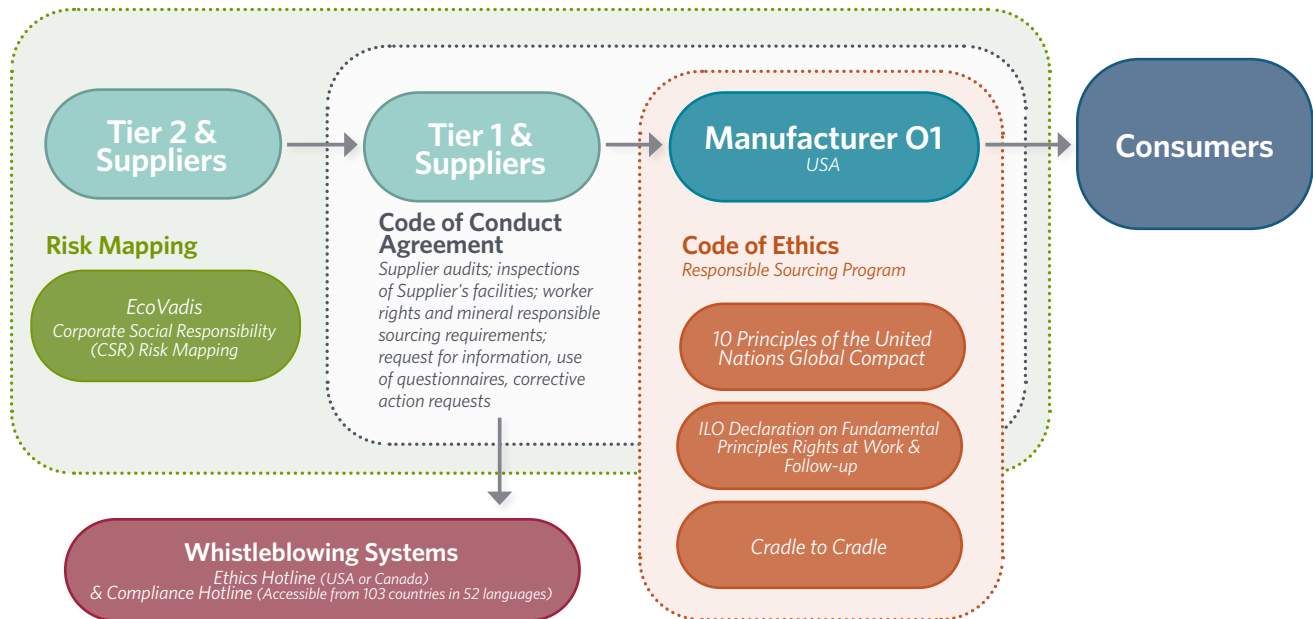 Tier 2 &
Suppliers
Tier 1 &
Suppliers
Manufacturer O1
USA
Consumers
Risk Mapping
EcoVadis
Corporate Social Responsibility
(CSR) Risk Mapping
Code of Conduct
Agreement
Supplier audits; inspections
of Supplier's facilities; worker
rights and mineral responsible
sourcing requirements;
request for information, use
of questionnaires, corrective
action requests
Code of Ethics
Responsible Sourcing Program
10 Principles of the United
Nations Global Compact
ILO Declaration on Fundamental
Principles Rights at Work &
Follow-up
Cradle to Cradle
Whistleblowing Systems
Ethics Hotline (USA or Canada)
& Compliance Hotline (Accessible from 103 countries in 52 languages)